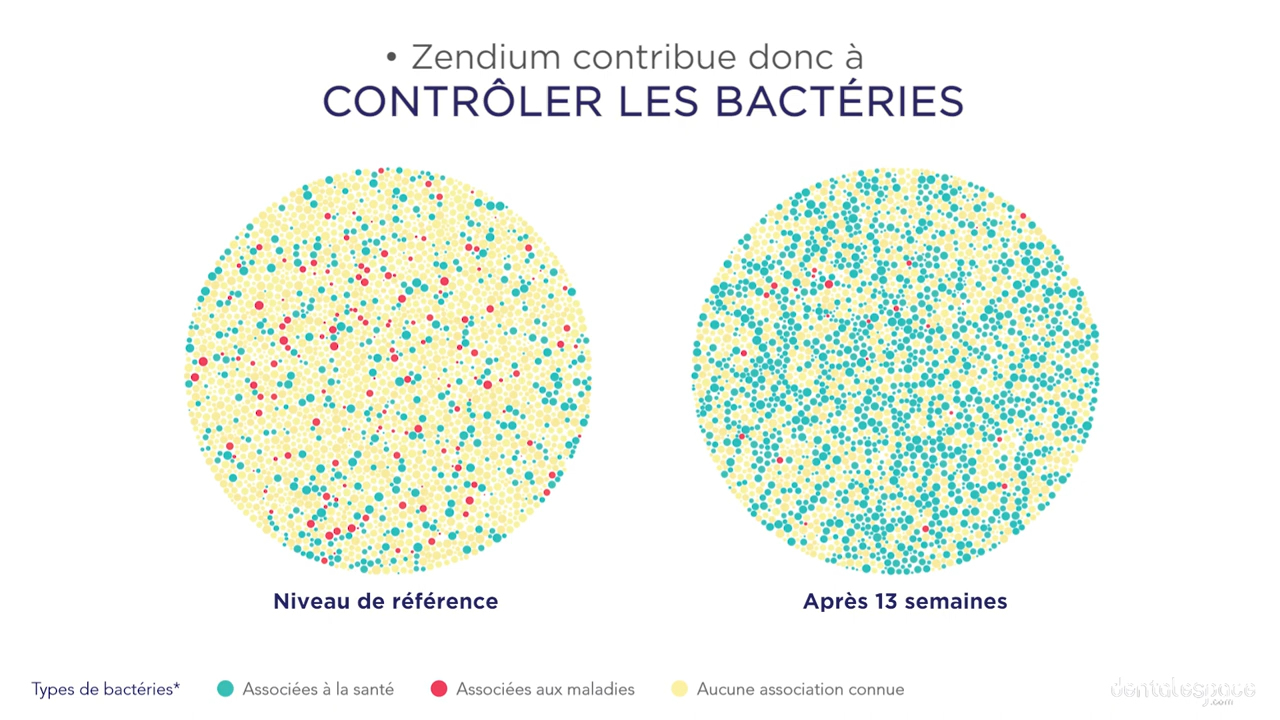 • Zendium contribue donc à
CONTRÔLER LES BACTÉRIES
Niveau de référence
Après 13 semaines
Types de bactéries*
Associées à la santé
Associées aux maladies
Aucune association connue
dentalespace
.com